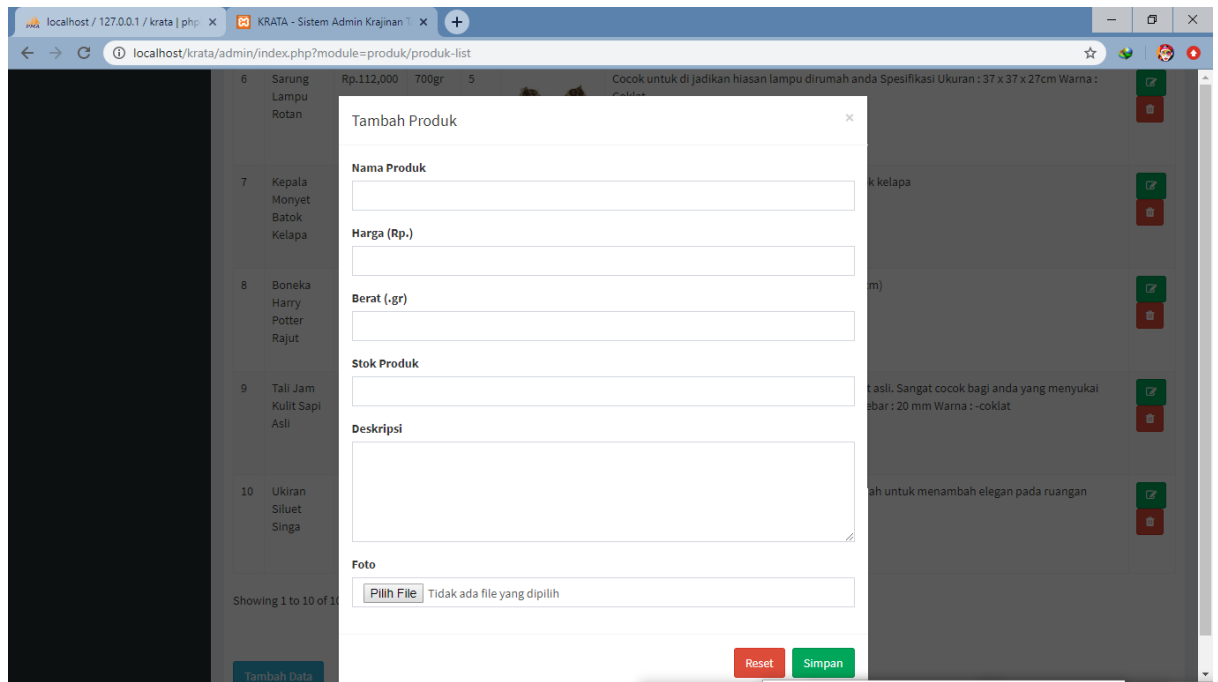 localhost / 127.0.0.1 / krata | php
KRATA - Sistem Admin Krajinan T
localhost/krata/admin/index.php?module=produk/produk-list
6 Sarung Lampu Rotan Rp.112,000 700gr 5 Cocok untuk di jadikan hiasan lampu dirumah anda Spesifikasi Ukuran : 37 x 37 x 27cm Warna :
Tambah Produk
×
Nama Produk
7 Kepala Monyet Batok Kelapa
k kelapa
Harga (Rp.)
8 Boneka Harry Potter Rajut
cm)
Berat (.gr)
Stok Produk
9 Tali Jam Kulit Sapi Asli
t asli. Sangat cocok bagi anda yang menyukai
ebar : 20 mm Warna : -coklat
Deskripsi
10 Ukiran Siluet Singa
ah untuk menambah elegan pada ruangan
Foto
Pilih File Tidak ada file yang dipilih
Showing 1 to 10 of 10
Reset Simpan
Tambah Data